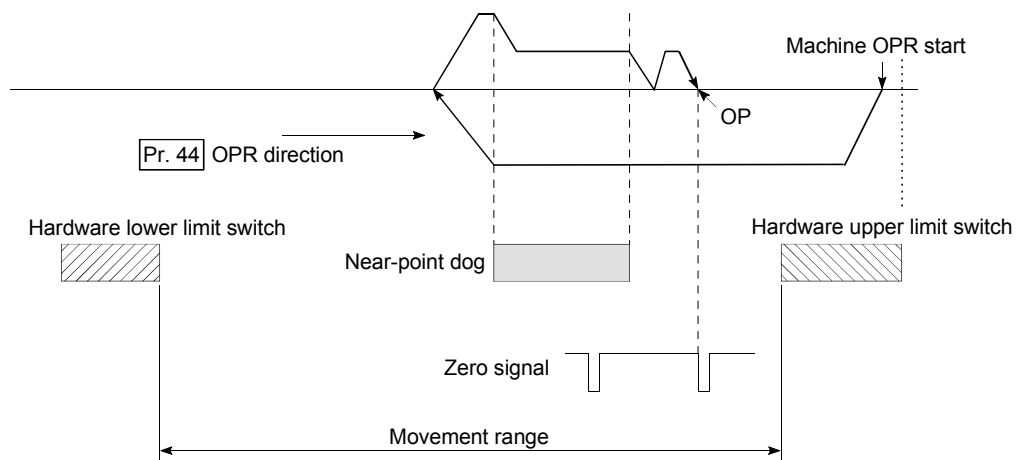 Machine OPR start
OP
Pr. 44 OPR direction
Hardware lower limit switch
Hardware upper limit switch
Near-point dog
Zero signal
Movement range